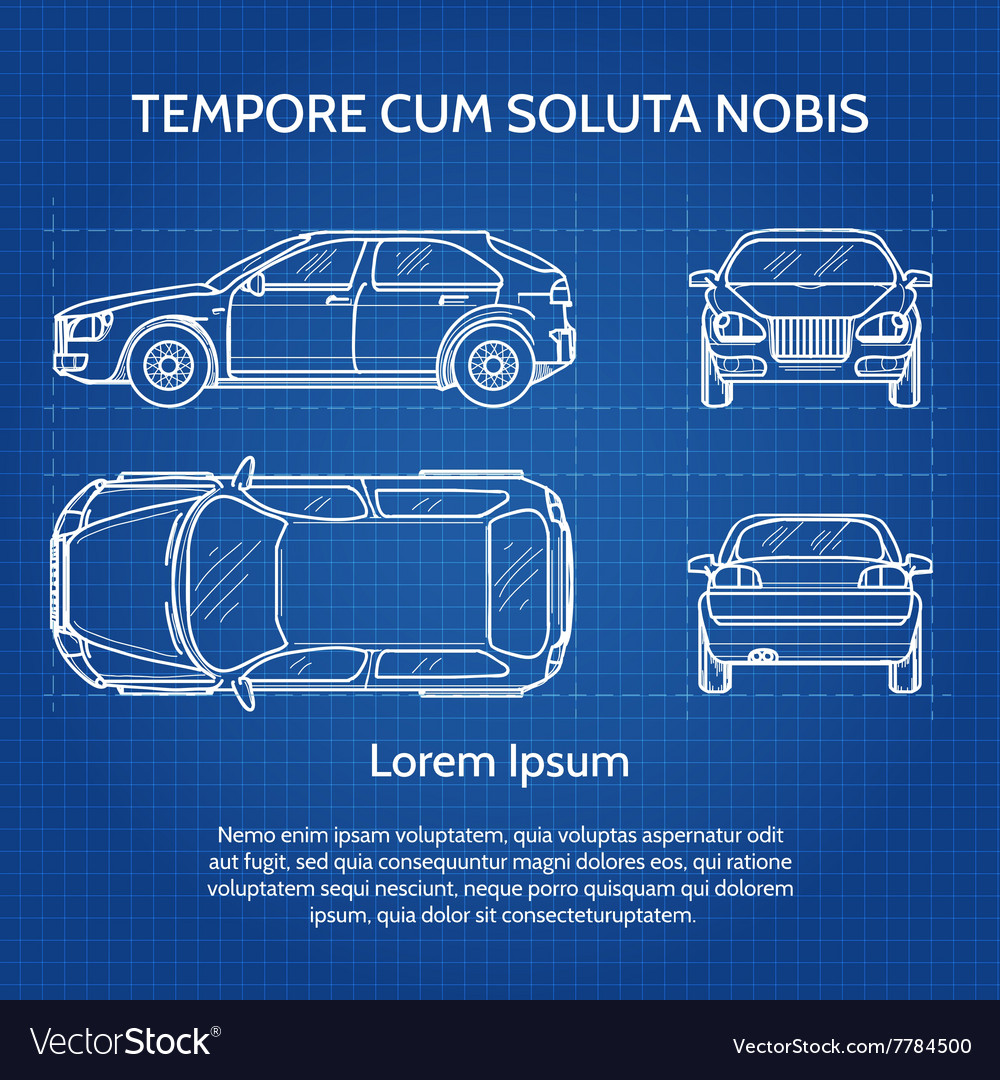 TEMPORE CUM SOLUTA NOBIS
Lorem Ipsum
Nemo enim ipsam voluptatem, quia voluptas aspernatur odit
aut fugit, sed quia consequuntur magni dolores eos, qui ratione
voluptatem sequi nesciunt, neque porro quisquam qui dolorem
ipsum, quia dolor sit consecteturuptatem.
VectorStock®
VectorStock.com/7784500